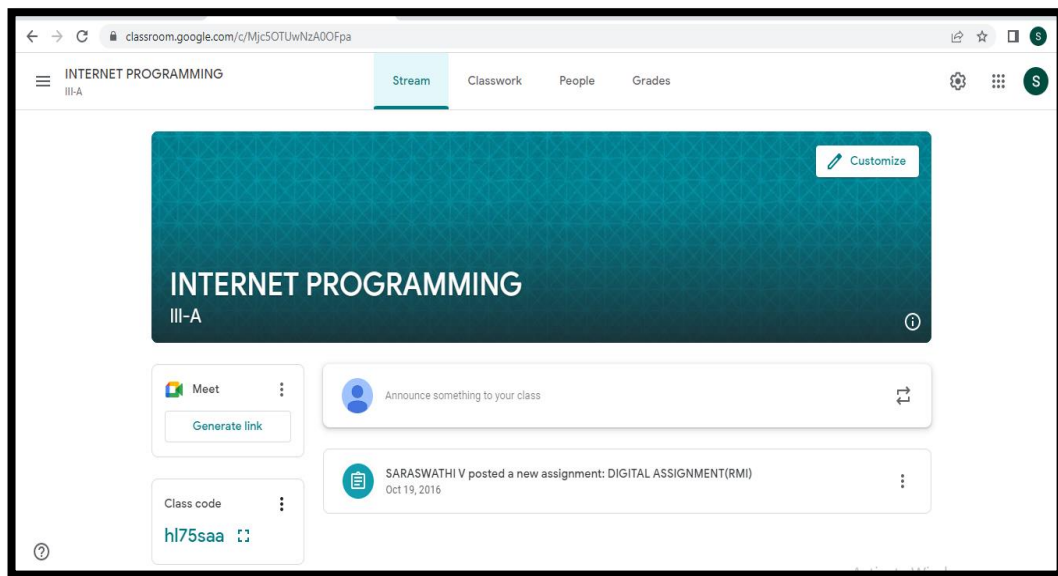 classroom.google.com/c/Mjc5OTUwNzA0OFpa
S
INTERNET PROGRAMMING
III-A
Stream Classwork People Grades
S
Customize
INTERNET PROGRAMMING
III-A
Meet
Generate link
Announce something to your class
SARASWATHI V posted a new assignment: DIGITAL ASSIGNMENT(RMI)
Oct 19, 2016
Class code
hl75saa